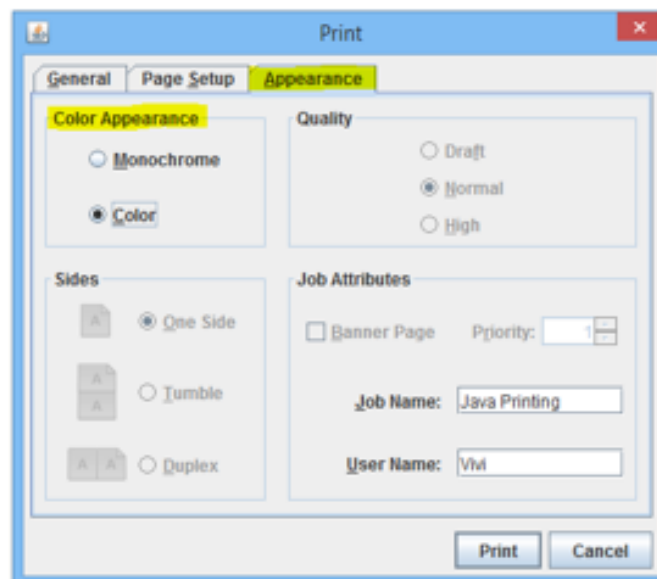 Print
General Page Setup Appearance
Color Appearance
Monochrome
Color
Quality
Draft
Normal
High
Sides
A
One Side
A
A
Tumble
A A
Duplex
Job Attributes
Banner Page Priority: 1
Job Name: Java Printing
User Name: Vivi
Print Cancel